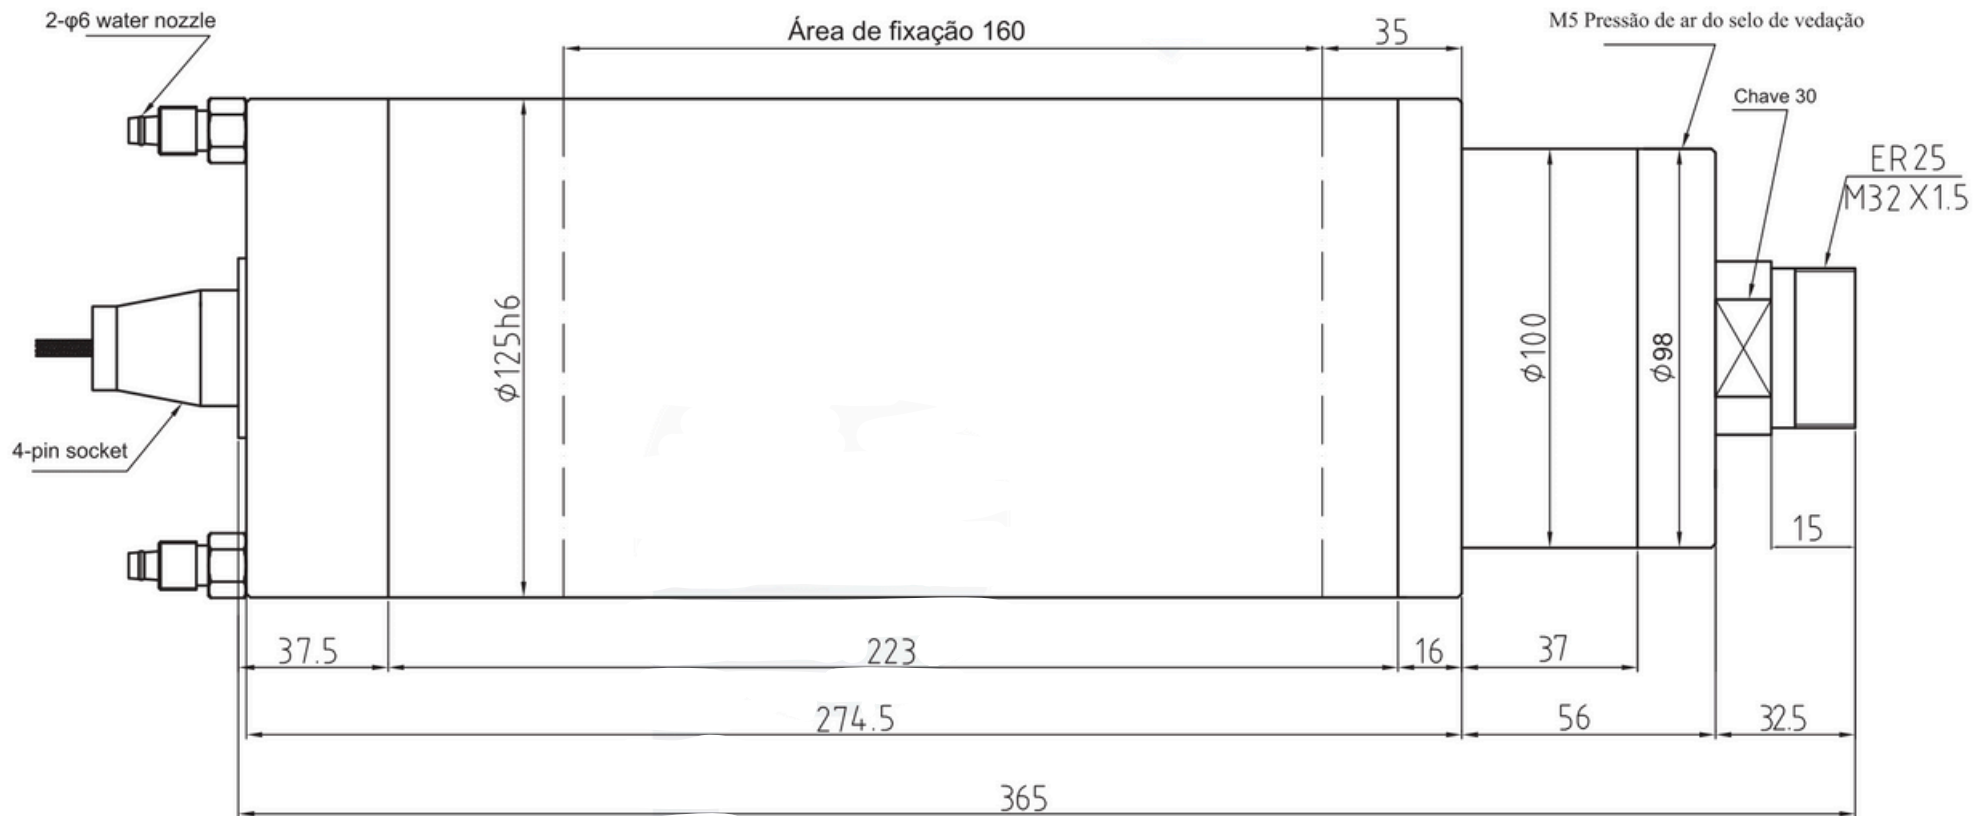 2-φ6 water nozzle
Área de fixação 160
35
M5 Pressão de ar do selo de vedação
Chave 30
ER25
M32X1.5
ϕ125h6
ϕ100
ϕ98
4-pin socket
15
37.5
223
16
37
274.5
56
32.5
365